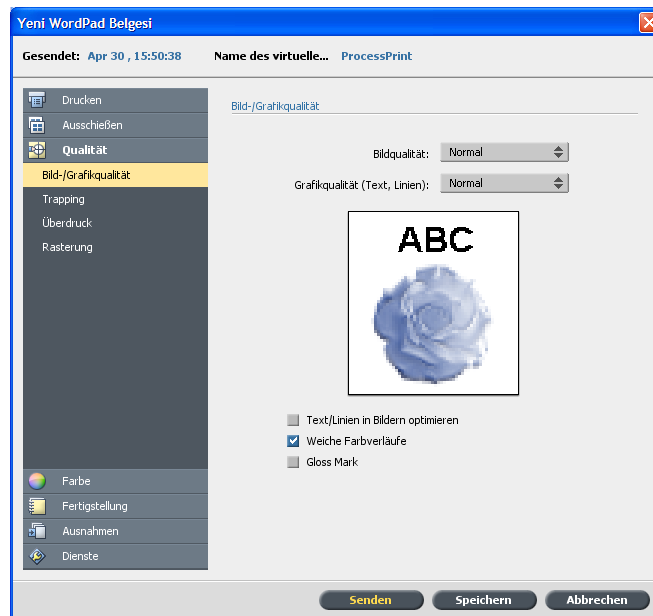 Yeni WordPad Belgesi
Gesendet: Apr 30 , 15:50:38 Name des virtuelle... ProcessPrint
Drucken
Ausschießen
Qualität
Bild-/Grafikqualität
Trapping
Überdruck
Rasterung
Farbe
Fertigstellung
Ausnahmen
Dienste
Bild-/Grafikqualität
Bildqualität: Normal
Grafikqualität (Text, Linien): Normal
ABC
Text/Linien in Bildern optimieren
Weiche Farbverläufe
Gloss Mark
Senden Speichern Abbrechen